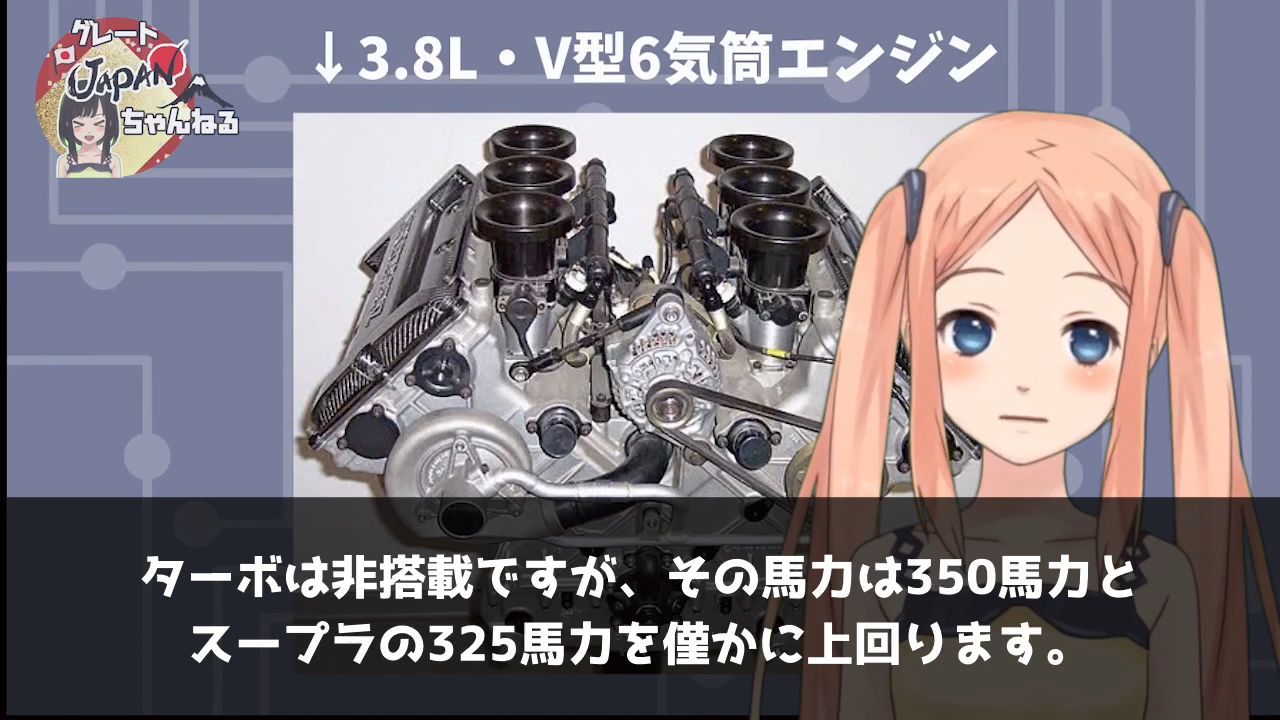 グレート
JAPAN
ちゃんねる
↓3.8L・V型6気筒エンジン
ターボは非搭載ですが、その馬力は350馬力と
スープラの325馬力を僅かに上回ります。